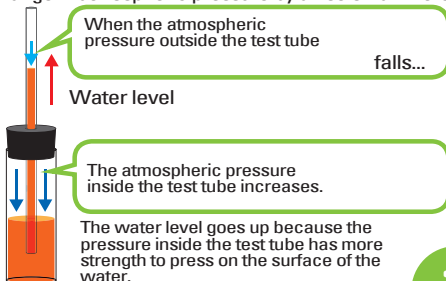 When the atmospheric
pressure outside the test tube
falls...
Water level
The atmospheric pressure
inside the test tube increases.
The water level goes up because the
pressure inside the test tube has more
strength to press on the surface of the
water.